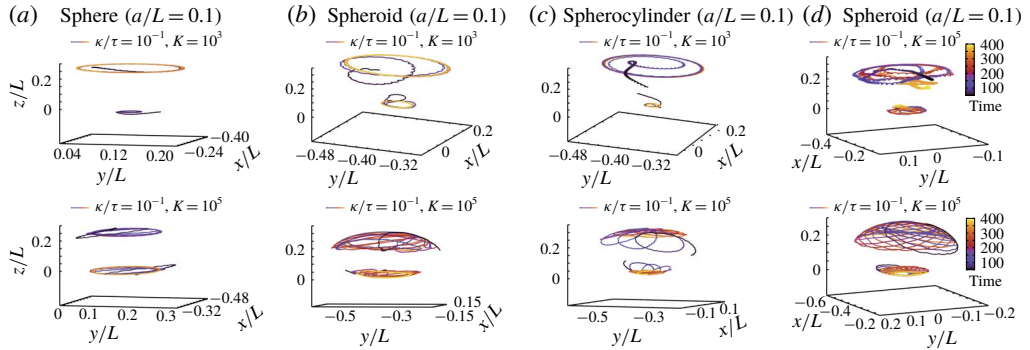 (a) Sphere (a/L = 0.1)
κ/τ = 10⁻¹, K = 10³
z/L
0.2
0
0.04
0.12
0.20
y/L
−0.40
−0.24
x/L
(b) Spheroid (a/L = 0.1)
κ/τ = 10⁻¹, K = 10³
0.2
0
−0.48
−0.40
−0.32
y/L
0.2
0
x/L
(c) Spherocylinder (a/L = 0.1)
κ/τ = 10⁻¹, K = 10³
0.2
0
−0.48
−0.40
−0.32
y/L
0.2
0
x/L
(d) Spheroid (a/L = 0.1)
κ/τ = 10⁻¹, K = 10⁵
0.2
0
−0.4
−0.2
x/L
0.1
0
−0.1
y/L
400
300
200
100
Time
κ/τ = 10⁻¹, K = 10⁵
z/L
0.2
0
0
0.1
0.2
0.3
y/L
−0.48
−0.32
x/L
κ/τ = 10⁻¹, K = 10⁵
0.2
0
−0.5
−0.3
−0.15
y/L
0.15
x/L
κ/τ = 10⁻¹, K = 10⁵
0.2
0
−0.5
−0.3
−0.1
y/L
0.1
x/L
κ/τ = 10⁻¹, K = 10⁵
0.2
0
−0.6
−0.4
−0.2
x/L
0.2
0.1
0
−0.1
−0.2
y/L
400
300
200
100
Time